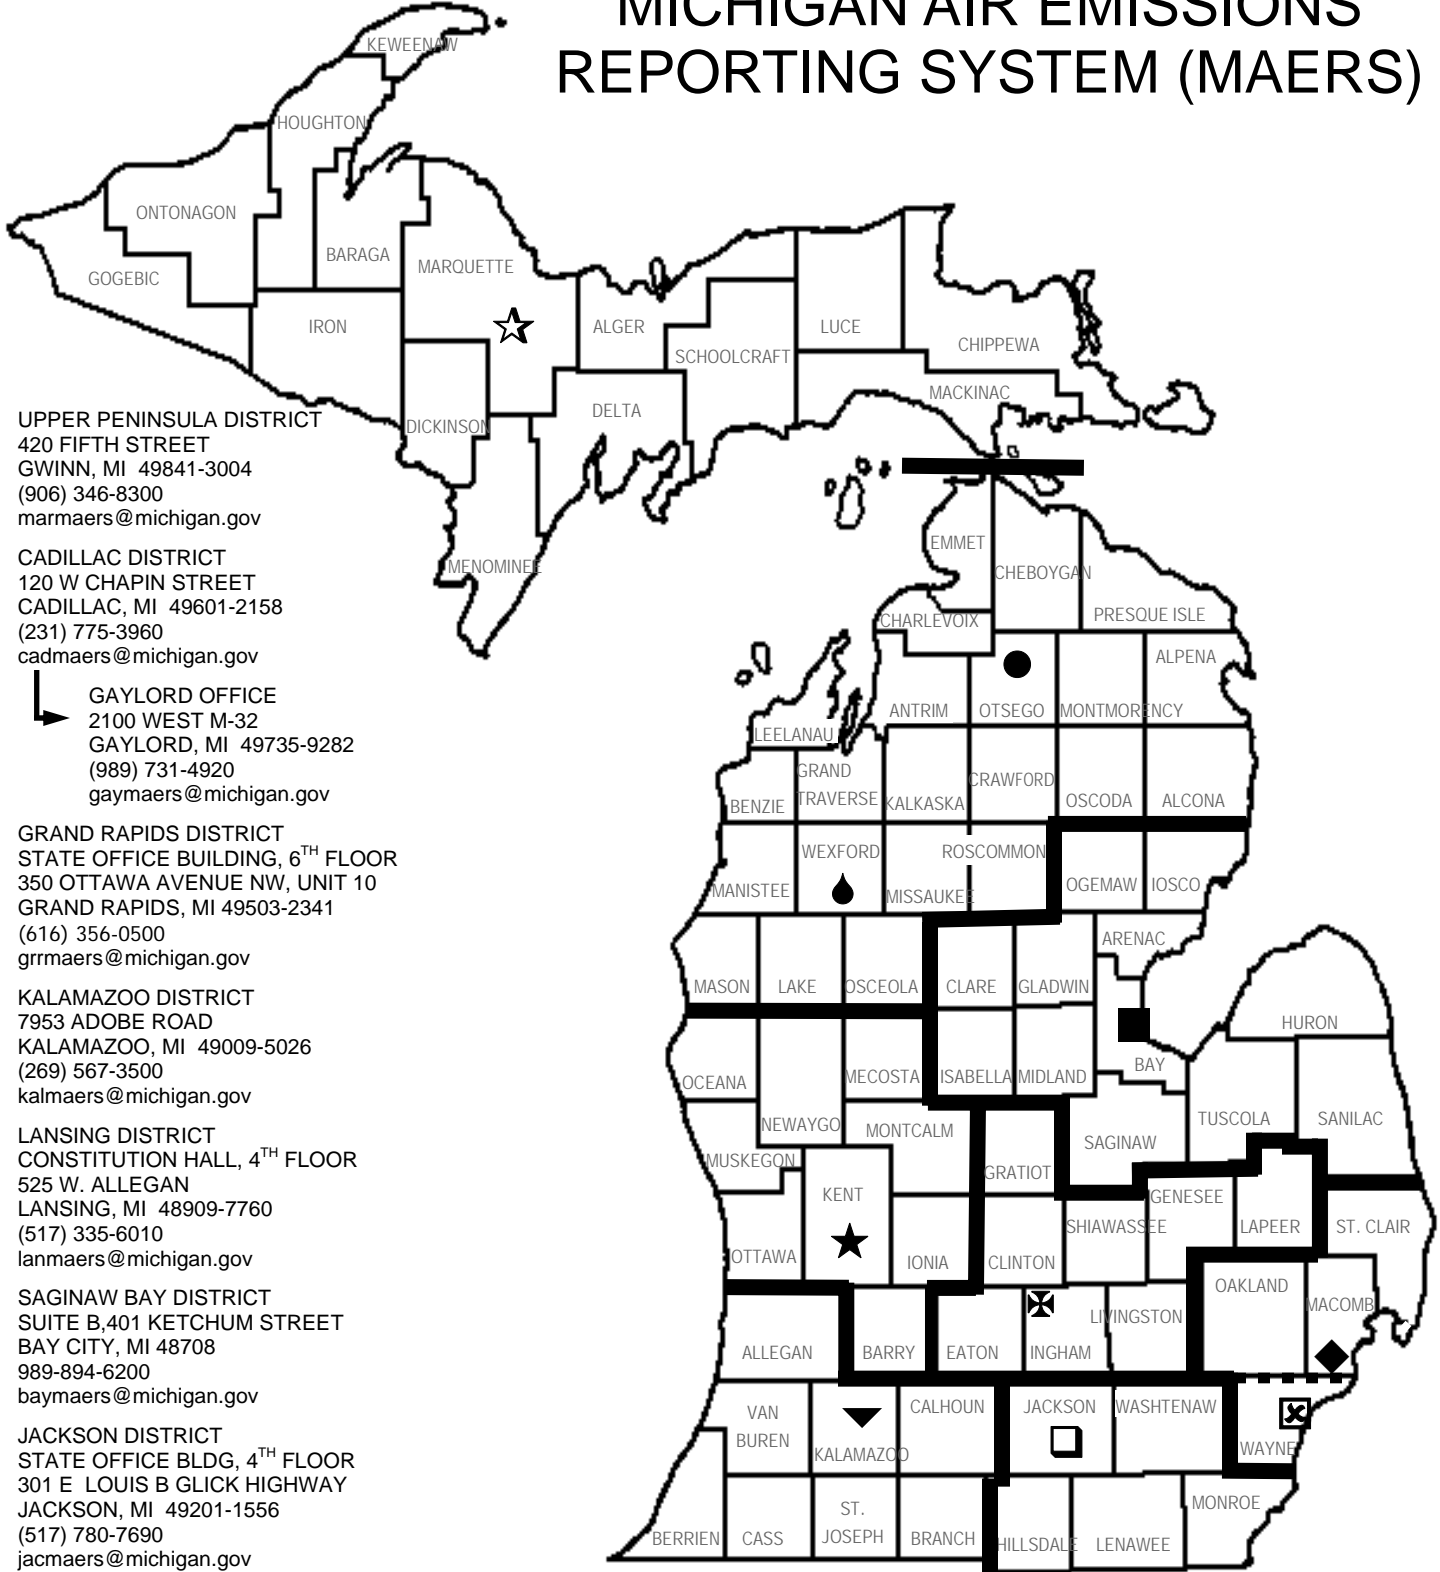 MICHIGAN AIR EMISSIONS
REPORTING SYSTEM (MAERS)
KEWEENAW
HOUGHTON
ONTONAGON
BARAGA
MARQUETTE
GOGEBIC
IRON
ALGER
LUCE
CHIPPEWA
SCHOOLCRAFT
MACKINAC
DELTA
DICKINSON
MENOMINEE
UPPER PENINSULA DISTRICT
420 FIFTH STREET
GWINN, MI 49841-3004
(906) 346-8300
marmaers@michigan.gov
CADILLAC DISTRICT
120 W CHAPIN STREET
CADILLAC, MI 49601-2158
(231) 775-3960
cadmaers@michigan.gov
GAYLORD OFFICE
2100 WEST M-32
GAYLORD, MI 49735-9282
(989) 731-4920
gaymaers@michigan.gov
GRAND RAPIDS DISTRICT
STATE OFFICE BUILDING, 6TH FLOOR
350 OTTAWA AVENUE NW, UNIT 10
GRAND RAPIDS, MI 49503-2341
(616) 356-0500
grrmaers@michigan.gov
KALAMAZOO DISTRICT
7953 ADOBE ROAD
KALAMAZOO, MI 49009-5026
(269) 567-3500
kalmaers@michigan.gov
LANSING DISTRICT
CONSTITUTION HALL, 4TH FLOOR
525 W. ALLEGAN
LANSING, MI 48909-7760
(517) 335-6010
lanmaers@michigan.gov
SAGINAW BAY DISTRICT
SUITE B,401 KETCHUM STREET
BAY CITY, MI 48708
989-894-6200
baymaers@michigan.gov
JACKSON DISTRICT
STATE OFFICE BLDG, 4TH FLOOR
301 E LOUIS B GLICK HIGHWAY
JACKSON, MI 49201-1556
(517) 780-7690
jacmaers@michigan.gov
EMMET
CHEBOYGAN
PRESQUE ISLE
CHARLEVOIX
ALPENA
ANTRIM
OTSEGO
MONTMORENCY
LEELANAU
GRAND
TRAVERSE
BENZIE
KALKASKA
CRAWFORD
OSCODA
ALCONA
WEXFORD
ROSCOMMON
MANISTEE
MISSAUKEE
OGEMAW
IOSCO
ARENAC
MASON
LAKE
OSCEOLA
CLARE
GLADWIN
HURON
BAY
OCEANA
MECOSTA
ISABELLA
MIDLAND
NEWAYGO
MONTCALM
TUSCOLA
SANILAC
SAGINAW
MUSKEGON
GRATIOT
KENT
GENESEE
SHIAWASSEE
LAPEER
ST. CLAIR
OTTAWA
IONIA
CLINTON
OAKLAND
MACOMB
LIVINGSTON
ALLEGAN
BARRY
EATON
INGHAM
VAN
BUREN
CALHOUN
JACKSON
WASHTENAW
KALAMAZOO
WAYNE
MONROE
BERRIEN
CASS
ST.
JOSEPH
BRANCH
HILLSDALE
LENAWEE